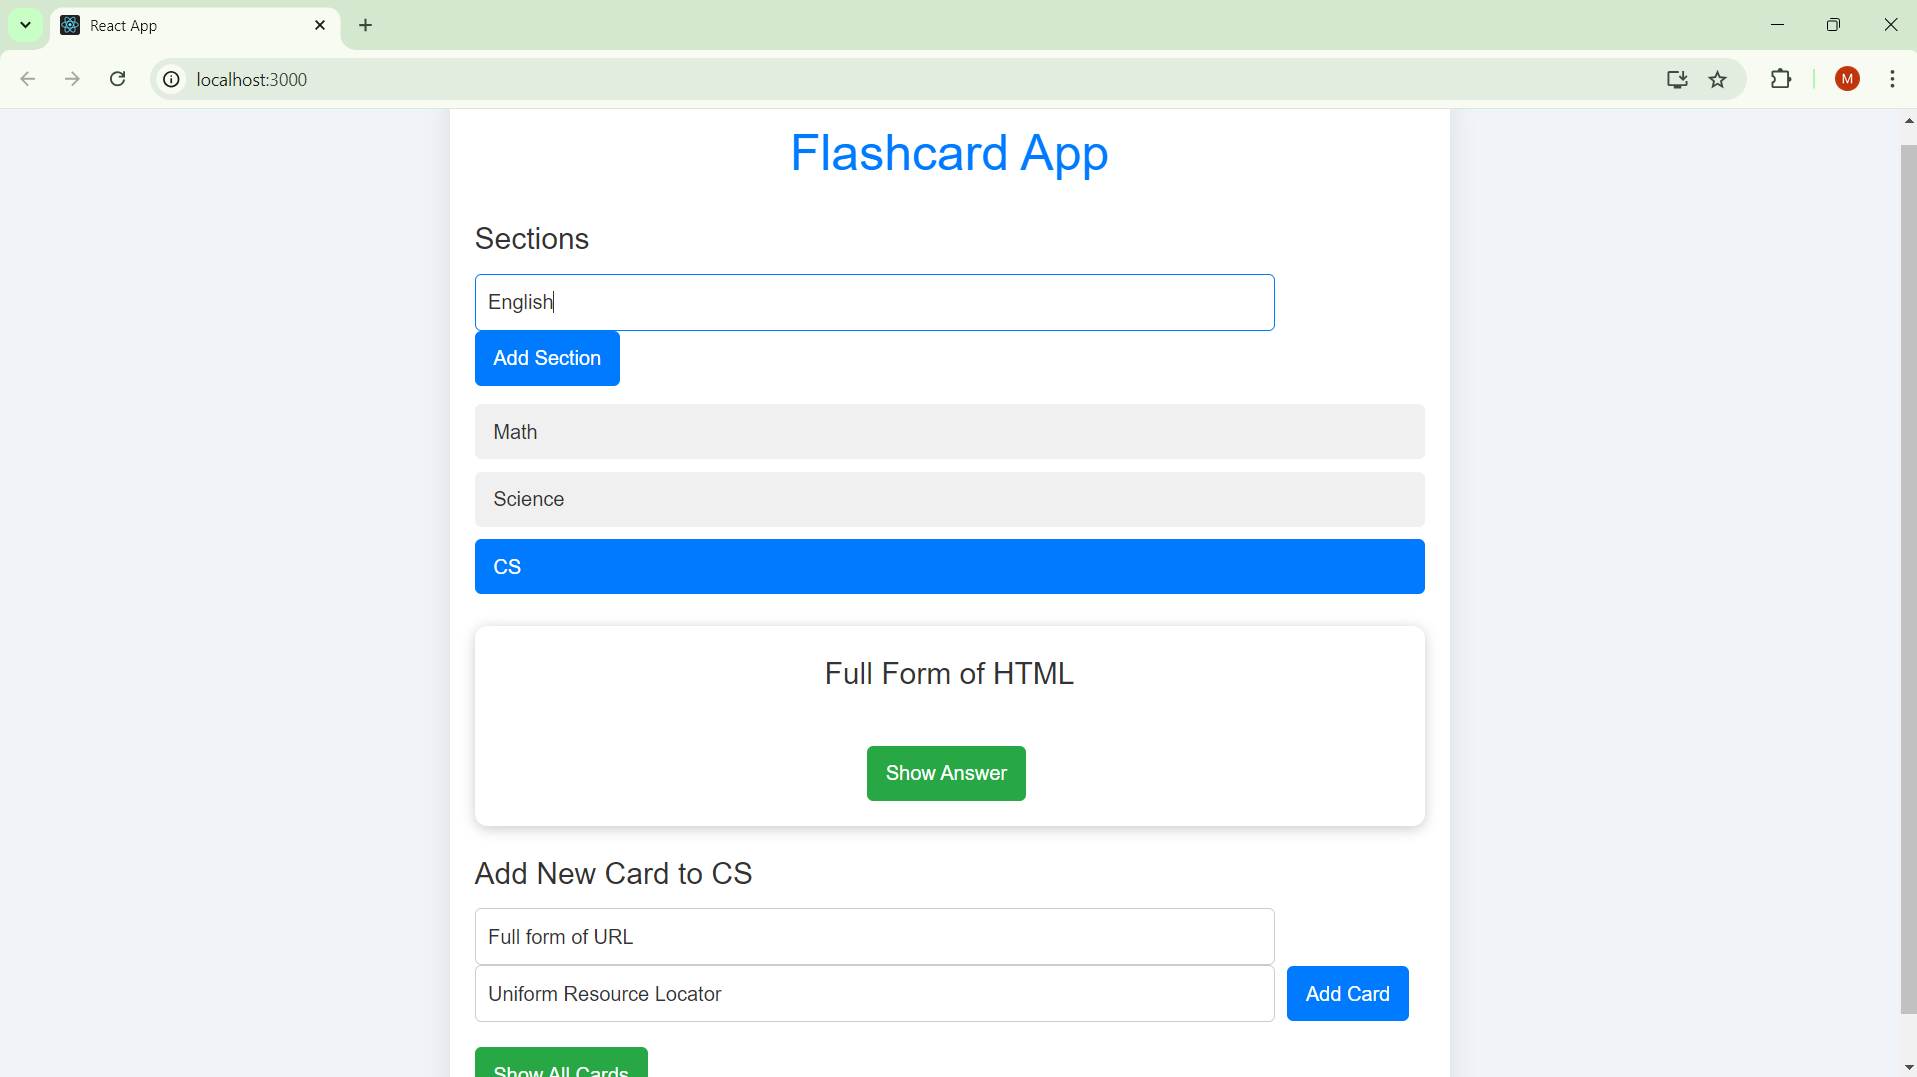 React App
localhost:3000
M
Flashcard App
Sections
English
Add Section
Math
Science
CS
Full Form of HTML
Show Answer
Add New Card to CS
Full form of URL
Uniform Resource Locator
Add Card
Show All Cards